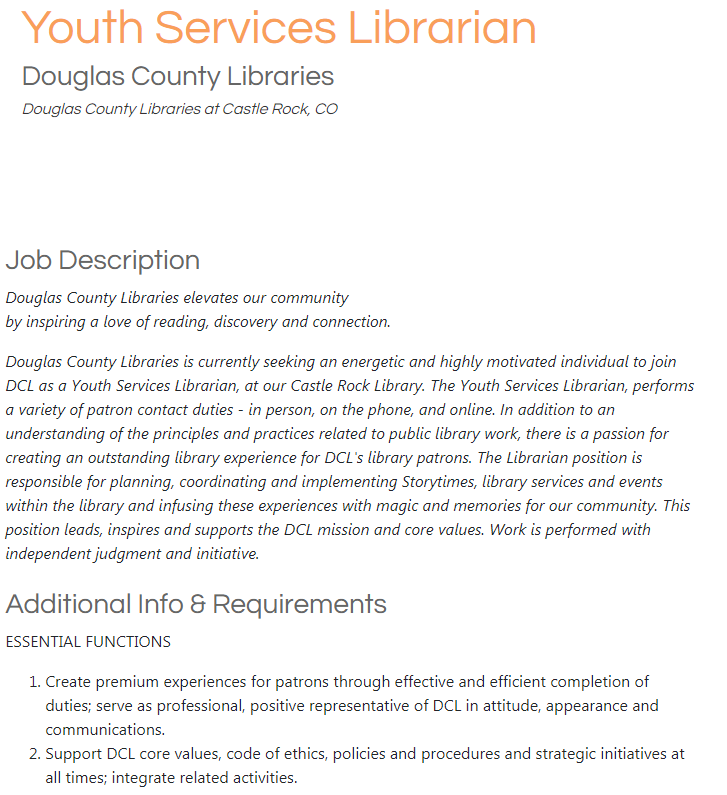 Youth Services Librarian
Douglas County Libraries
Douglas County Libraries at Castle Rock, CO
Job Description
Douglas County Libraries elevates our community
by inspiring a love of reading, discovery and connection.
Douglas County Libraries is currently seeking an energetic and highly motivated individual to join
DCL as a Youth Services Librarian, at our Castle Rock Library. The Youth Services Librarian, performs
a variety of patron contact duties - in person, on the phone, and online. In addition to an
understanding of the principles and practices related to public library work, there is a passion for
creating an outstanding library experience for DCL's library patrons. The Librarian position is
responsible for planning, coordinating and implementing Storytimes, library services and events
within the library and infusing these experiences with magic and memories for our community. This
position leads, inspires and supports the DCL mission and core values. Work is performed with
independent judgment and initiative.
Additional Info & Requirements
ESSENTIAL FUNCTIONS
1. Create premium experiences for patrons through effective and efficient completion of
duties; serve as professional, positive representative of DCL in attitude, appearance and
communications.
2. Support DCL core values, code of ethics, policies and procedures and strategic initiatives at
all times; integrate related activities.